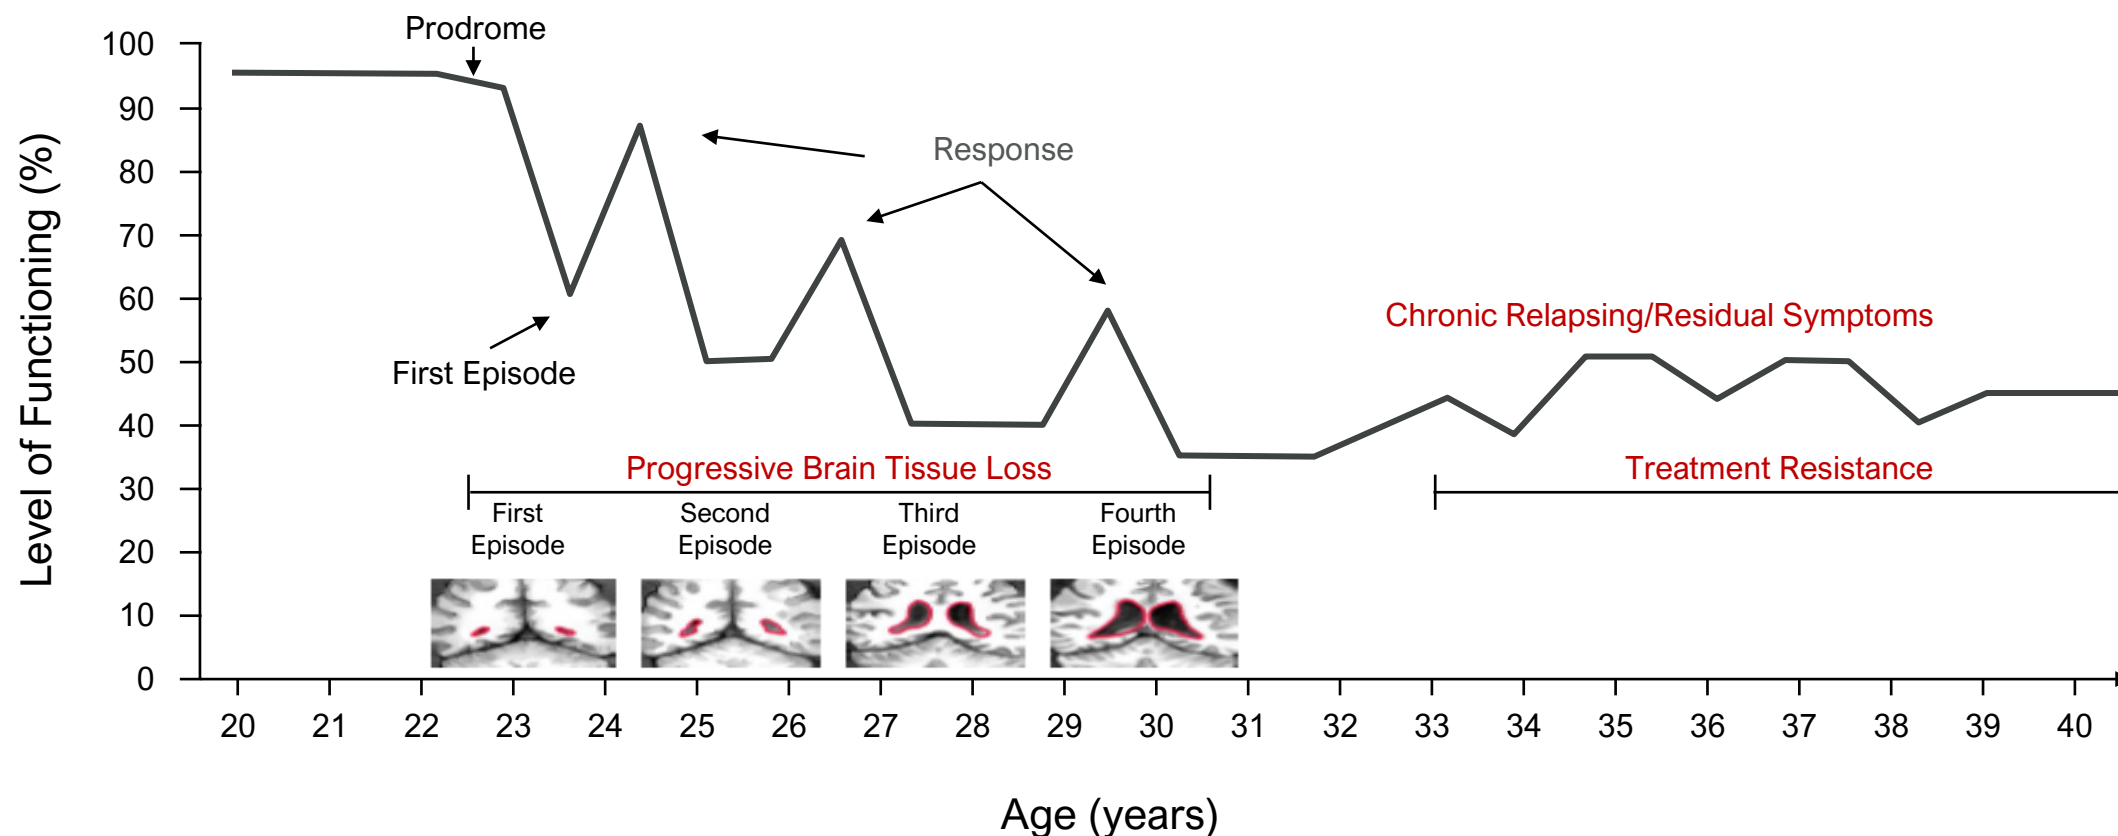 Prodrome
100
90
80
70
60
50
40
30
20
10
0
Level of Functioning (%)
Response
First Episode
Chronic Relapsing/Residual Symptoms
Progressive Brain Tissue Loss
Treatment Resistance
First
Episode
Second
Episode
Third
Episode
Fourth
Episode
20 21 22 23 24 25 26 27 28 29 30 31 32 33 34 35 36 37 38 39 40
Age (years)